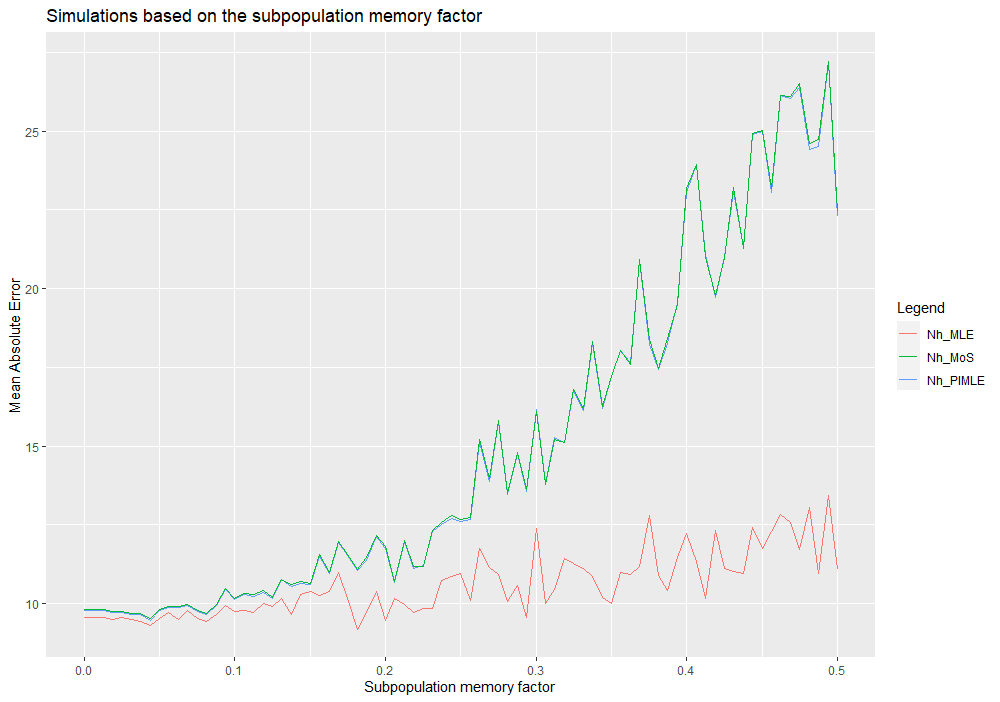 Simulations based on the subpopulation memory factor
Mean Absolute Error
25
20
15
10
0.0
0.1
0.2
0.3
0.4
0.5
Subpopulation memory factor
Legend
Nh_MLE
Nh_MoS
Nh_PIMLE